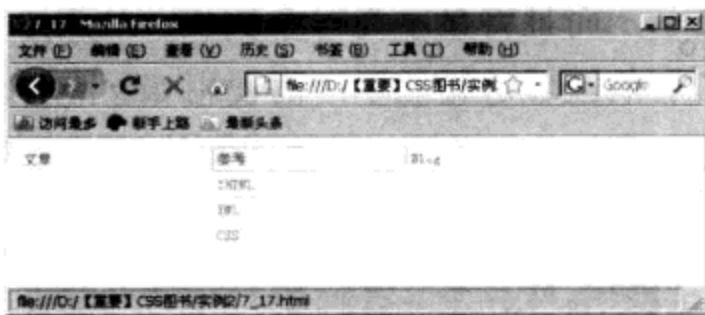 7_17 Mozilla Firefox
文件 (F) 编辑 (E) 查看 (V) 历史 (S) 书签 (B) 工具 (T) 帮助 (H)
file:///D:/【重要】CSS图书/实例 Google
访问最多 新手上路 最新头条
文章 参考 Blog
XHTML
XML
CSS
file:///D:/【重要】CSS图书/实例2/7_17.html